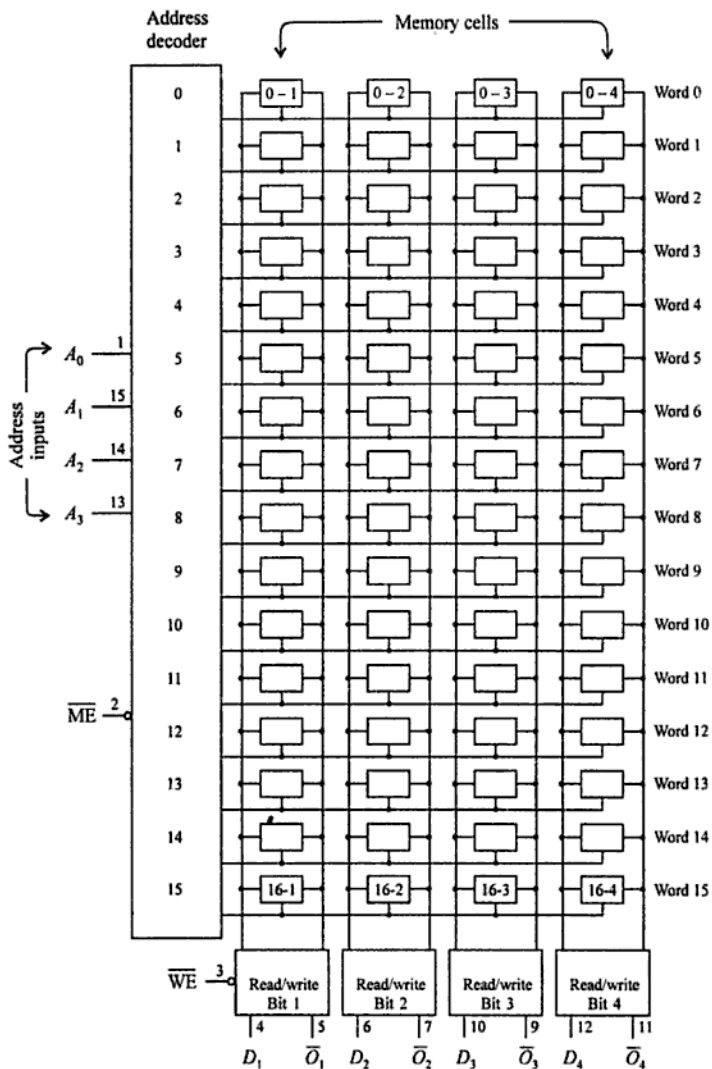 Address decoder
Memory cells
0
0 – 1
0 – 2
0 – 3
0 – 4
Word 0
1
Word 1
2
Word 2
3
Word 3
4
Word 4
Address inputs
A0
1
5
Word 5
A1
15
6
Word 6
A2
14
7
Word 7
A3
13
8
Word 8
9
Word 9
10
Word 10
11
Word 11
ME
2
12
Word 12
13
Word 13
14
Word 14
15
16-1
16-2
16-3
16-4
Word 15
WE
3
Read/write Bit 1
Read/write Bit 2
Read/write Bit 3
Read/write Bit 4
4
5
6
7
10
9
12
11
D1
O̅1
D2
O̅2
D3
O̅3
D4
O̅4